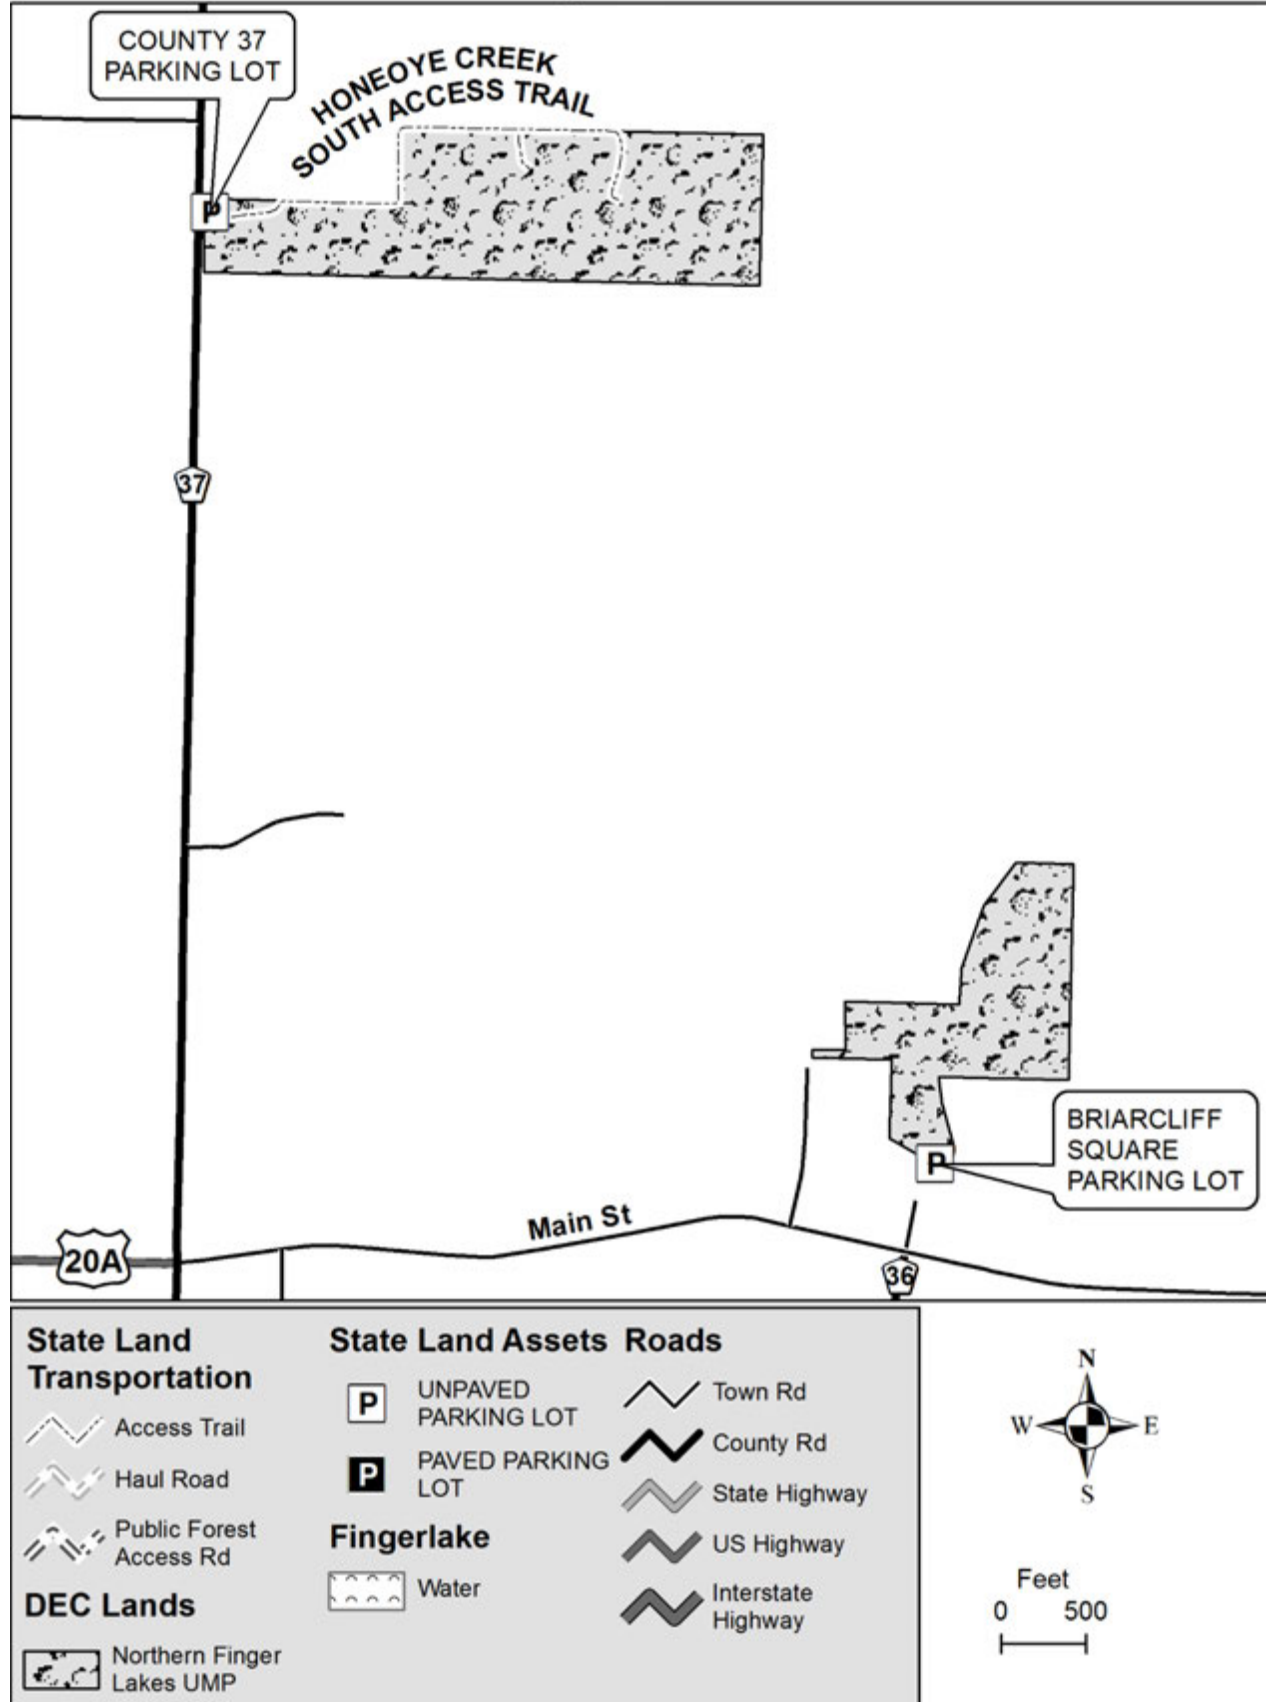 COUNTY 37
PARKING LOT
HONEOYE CREEK
SOUTH ACCESS TRAIL
P
37
BRIARCLIFF
SQUARE
PARKING LOT
P
Main St
20A
36
State Land
Transportation
Access Trail
Haul Road
Public Forest
Access Rd
DEC Lands
Northern Finger
Lakes UMP
State Land Assets
P
UNPAVED
PARKING LOT
P
PAVED PARKING
LOT
Fingerlake
Water
Roads
Town Rd
County Rd
State Highway
US Highway
Interstate
Highway
N
W
E
S
Feet
0 500